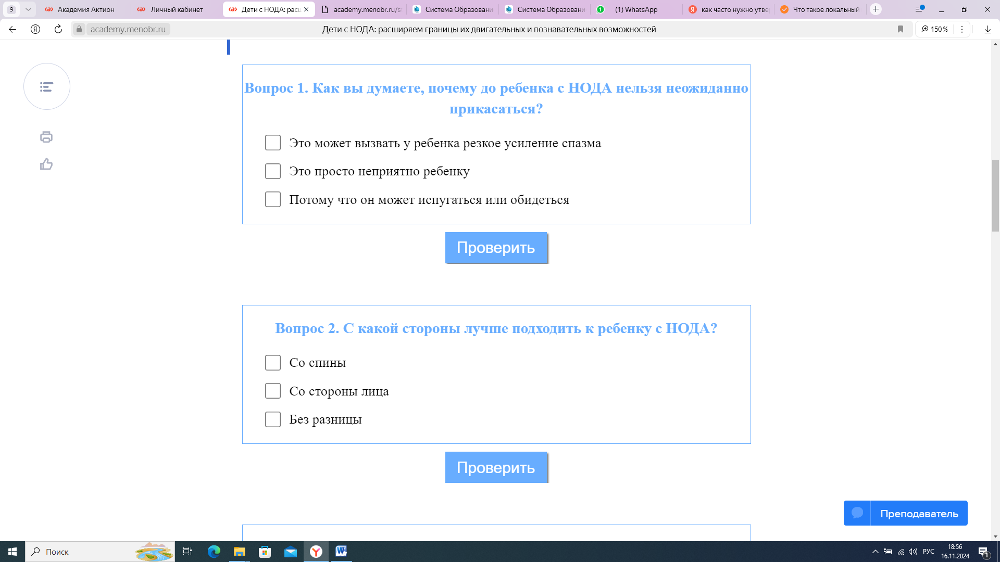 9
Академия Актион
Личный кабинет
Дети с НОДА: рас
academy.menobr.ru/s
Система Образовани
Система Образовани
1
(1) WhatsApp
как часто нужно утве
Что такое локальный
academy.menobr.ru
Дети с НОДА: расширяем границы их двигательных и познавательных возможностей
150 %
Вопрос 1. Как вы думаете, почему до ребенка с НОДА нельзя неожиданно
прикасаться?
Это может вызвать у ребенка резкое усиление спазма
Это просто неприятно ребенку
Потому что он может испугаться или обидеться
Проверить
Вопрос 2. С какой стороны лучше подходить к ребенку с НОДА?
Со спины
Со стороны лица
Без разницы
Проверить
Преподаватель
Поиск
РУС
18:56
16.11.2024
1